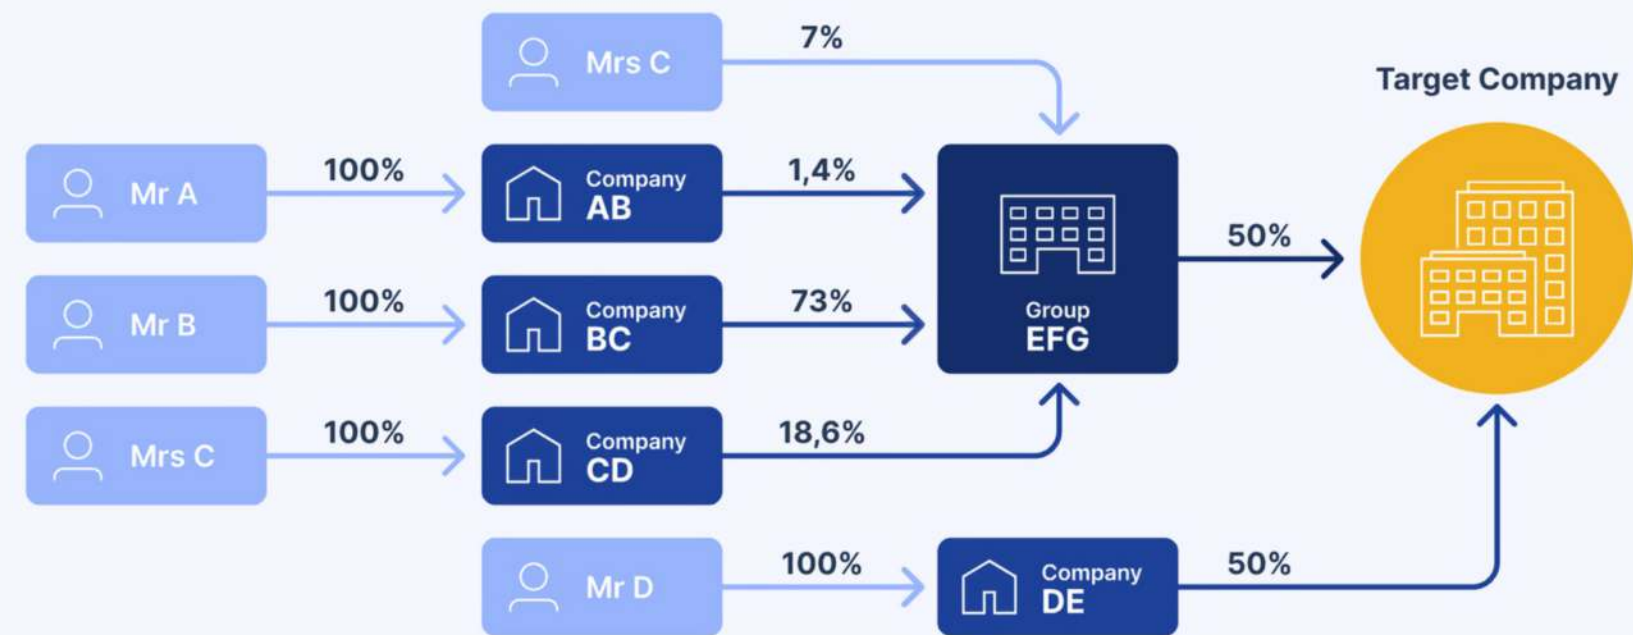 Mrs C
7%
Target Company
Mr A
100%
Company
AB
1,4%
Mr B
100%
Company
BC
73%
Group
EFG
50%
Mrs C
100%
Company
CD
18,6%
Mr D
100%
Company
DE
50%